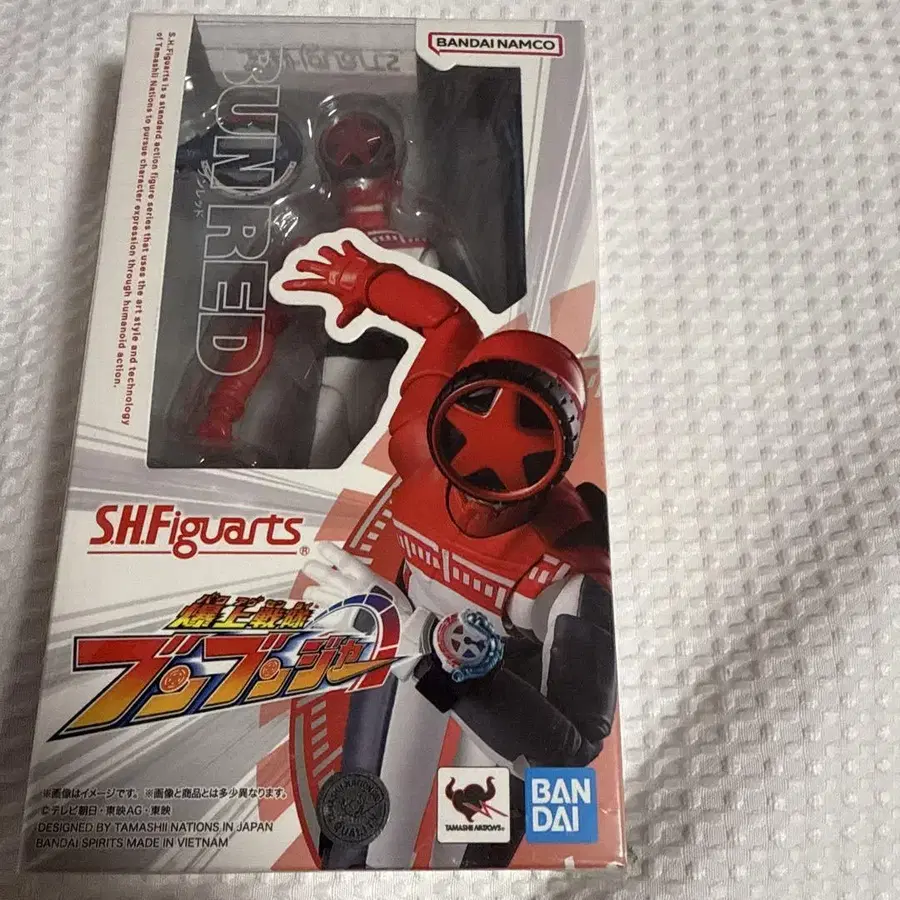 BANDAI NAMCO
S.H.Figuarts is a standard action figure series that uses the art style and technology
of Tamashii Nations to pursue character expression through humanoid action.
BUN RED
ブンレッド
S.H.Figuarts
®
爆上戦隊
ブンブンジャー
※画像はイメージです。 ※画像と商品とは多少異なります。
©テレビ朝日・東映AG・東映
DESIGNED BY TAMASHII NATIONS IN JAPAN
BANDAI SPIRITS MADE IN VIETNAM
TAMASHII NATIONS®
BAN
DAI